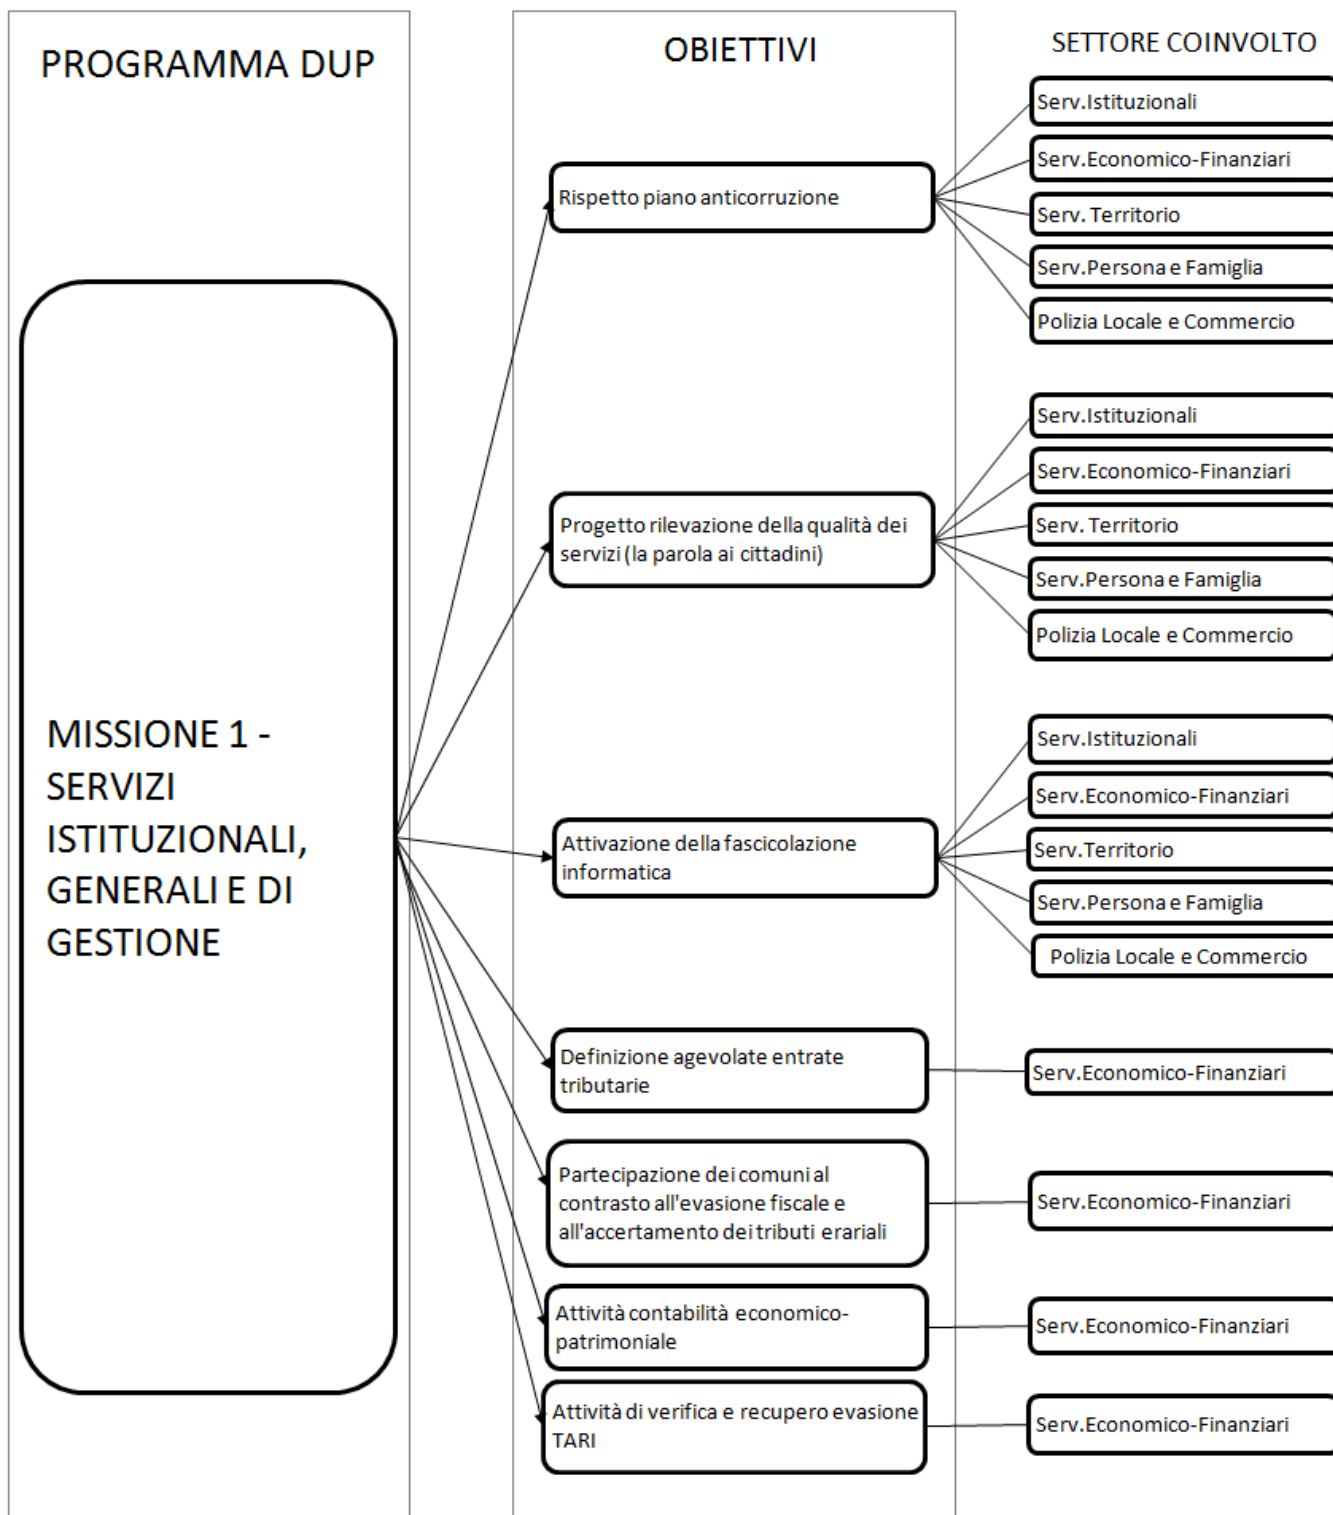 PROGRAMMA DUP
OBIETTIVI
SETTORE COINVOLTO
MISSIONE 1 -
SERVIZI
ISTITUZIONALI,
GENERALI E DI
GESTIONE
Rispetto piano anticorruzione
Serv.Istituzionali
Serv.Economico-Finanziari
Serv. Territorio
Serv.Persona e Famiglia
Polizia Locale e Commercio
Progetto rilevazione della qualità dei
servizi (la parola ai cittadini)
Serv.Istituzionali
Serv.Economico-Finanziari
Serv. Territorio
Serv.Persona e Famiglia
Polizia Locale e Commercio
Attivazione della fascicolazione
informatica
Serv.Istituzionali
Serv.Economico-Finanziari
Serv.Territorio
Serv.Persona e Famiglia
Polizia Locale e Commercio
Definizione agevolate entrate
tributarie
Serv.Economico-Finanziari
Partecipazione dei comuni al
contrasto all'evasione fiscale e
all'accertamento dei tributi erariali
Serv.Economico-Finanziari
Attività contabilità economico-
patrimoniale
Serv.Economico-Finanziari
Attività di verifica e recupero evasione
TARI
Serv.Economico-Finanziari